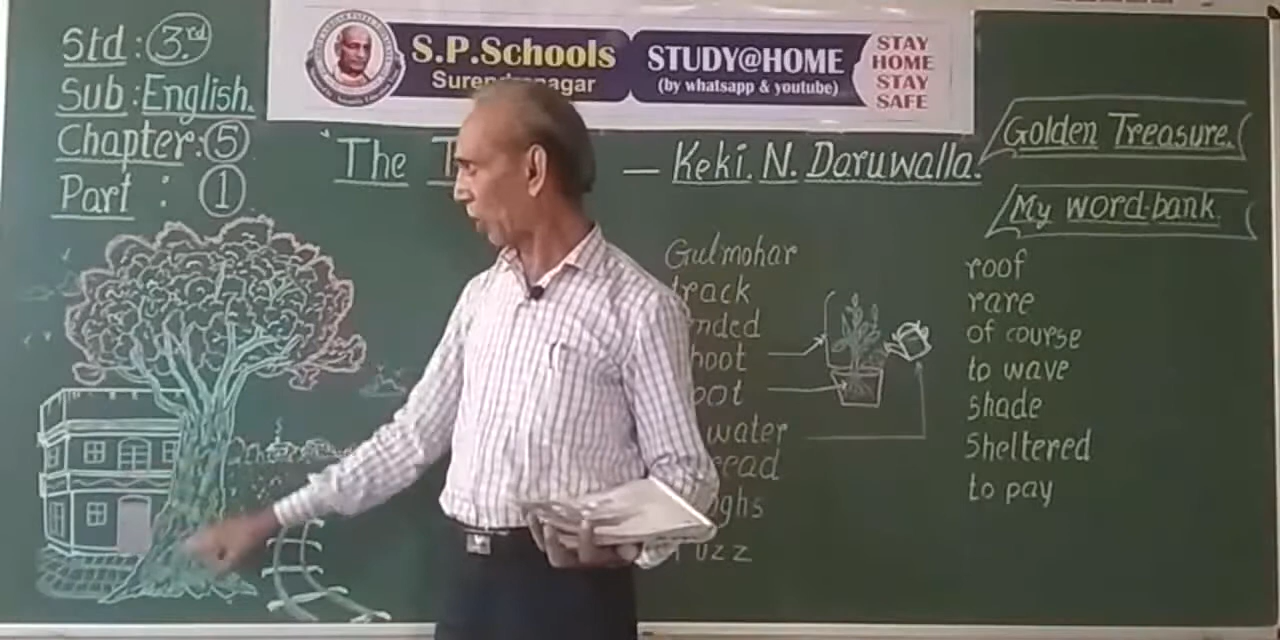 Std : 3rd
Sub : English.
Chapter : 5
Part : 1
S.P.Schools
STUDY@HOME
(by whatsapp & youtube)
STAY
HOME
STAY
SAFE
"The
— Keki. N. Daruwalla.
Golden Treasure.
My word-bank
Gulmohar
water
roof
rare
of course
to wave
shade
Sheltered
to pay